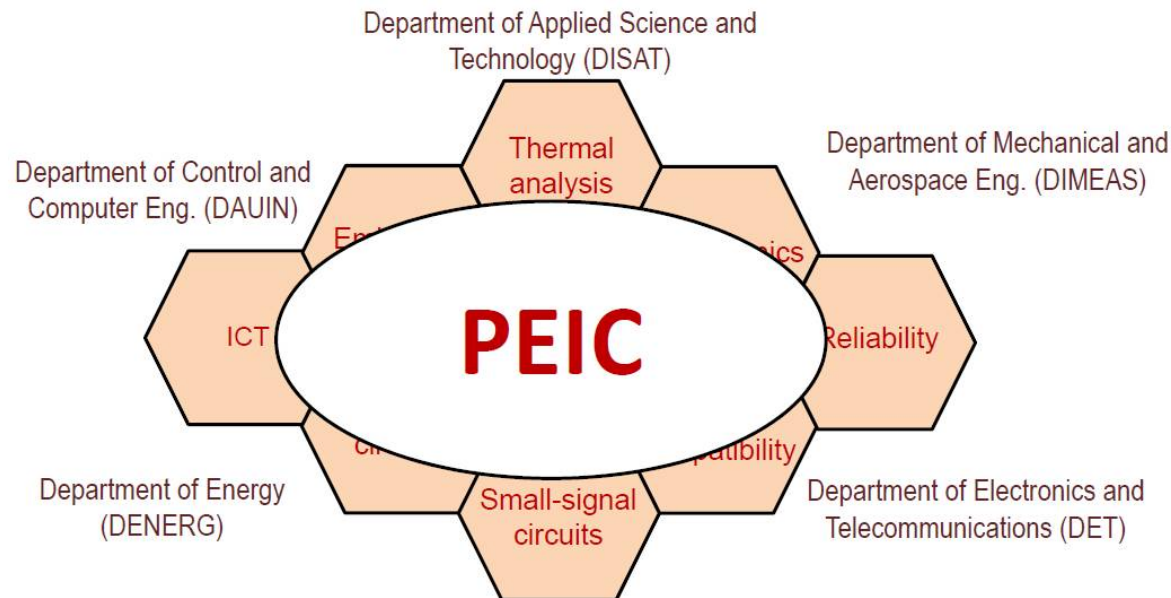 Department of Applied Science and
Technology (DISAT)
Department of Mechanical and
Aerospace Eng. (DIMEAS)
Department of Control and
Computer Eng. (DAUIN)
Thermal
analysis
ICT
PEIC
Reliability
Department of Energy
(DENERG)
Small-signal
circuits
Department of Electronics and
Telecommunications (DET)